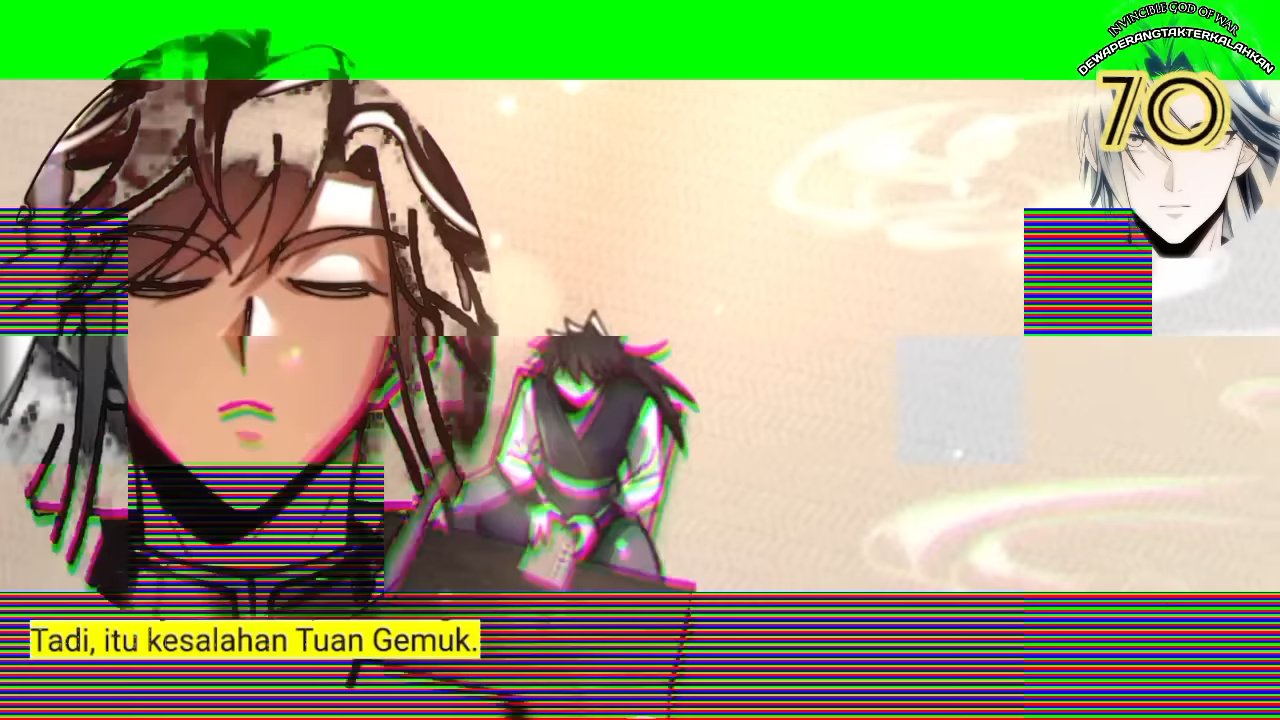 INVINCIBLE GOD OF WAR
DEWAPERANGTAKTERKALAHKAN
70
Tadi, itu kesalahan Tuan Gemuk.